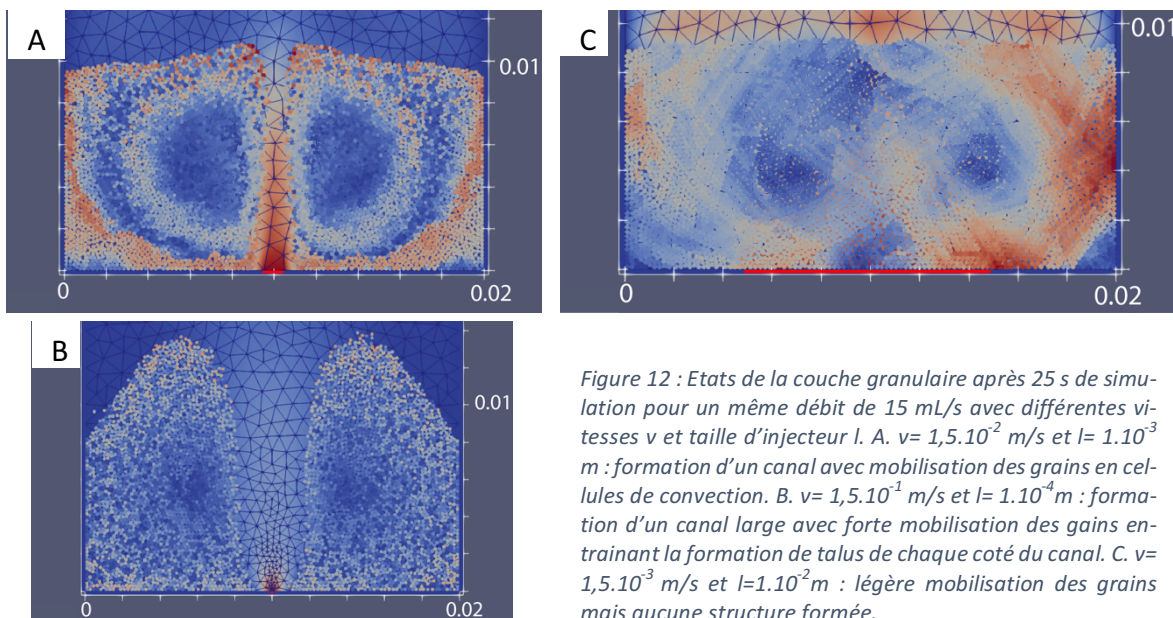 A
0.01
0
0.02
C
0.01
0
0.02
B
0.01
0
0.02
Figure 12 : Etats de la couche granulaire après 25 s de simu-
lation pour un même débit de 15 mL/s avec différentes vi-
tesses v et taille d’injecteur l. A. v= 1,5.10⁻² m/s et l= 1.10⁻³
m : formation d’un canal avec mobilisation des grains en cel-
lules de convection. B. v= 1,5.10⁻¹ m/s et l= 1.10⁻⁴m : forma-
tion d’un canal large avec forte mobilisation des gains en-
trainant la formation de talus de chaque coté du canal. C. v=
1,5.10⁻³ m/s et l=1.10⁻²m : légère mobilisation des grains
mais aucune structure formée.